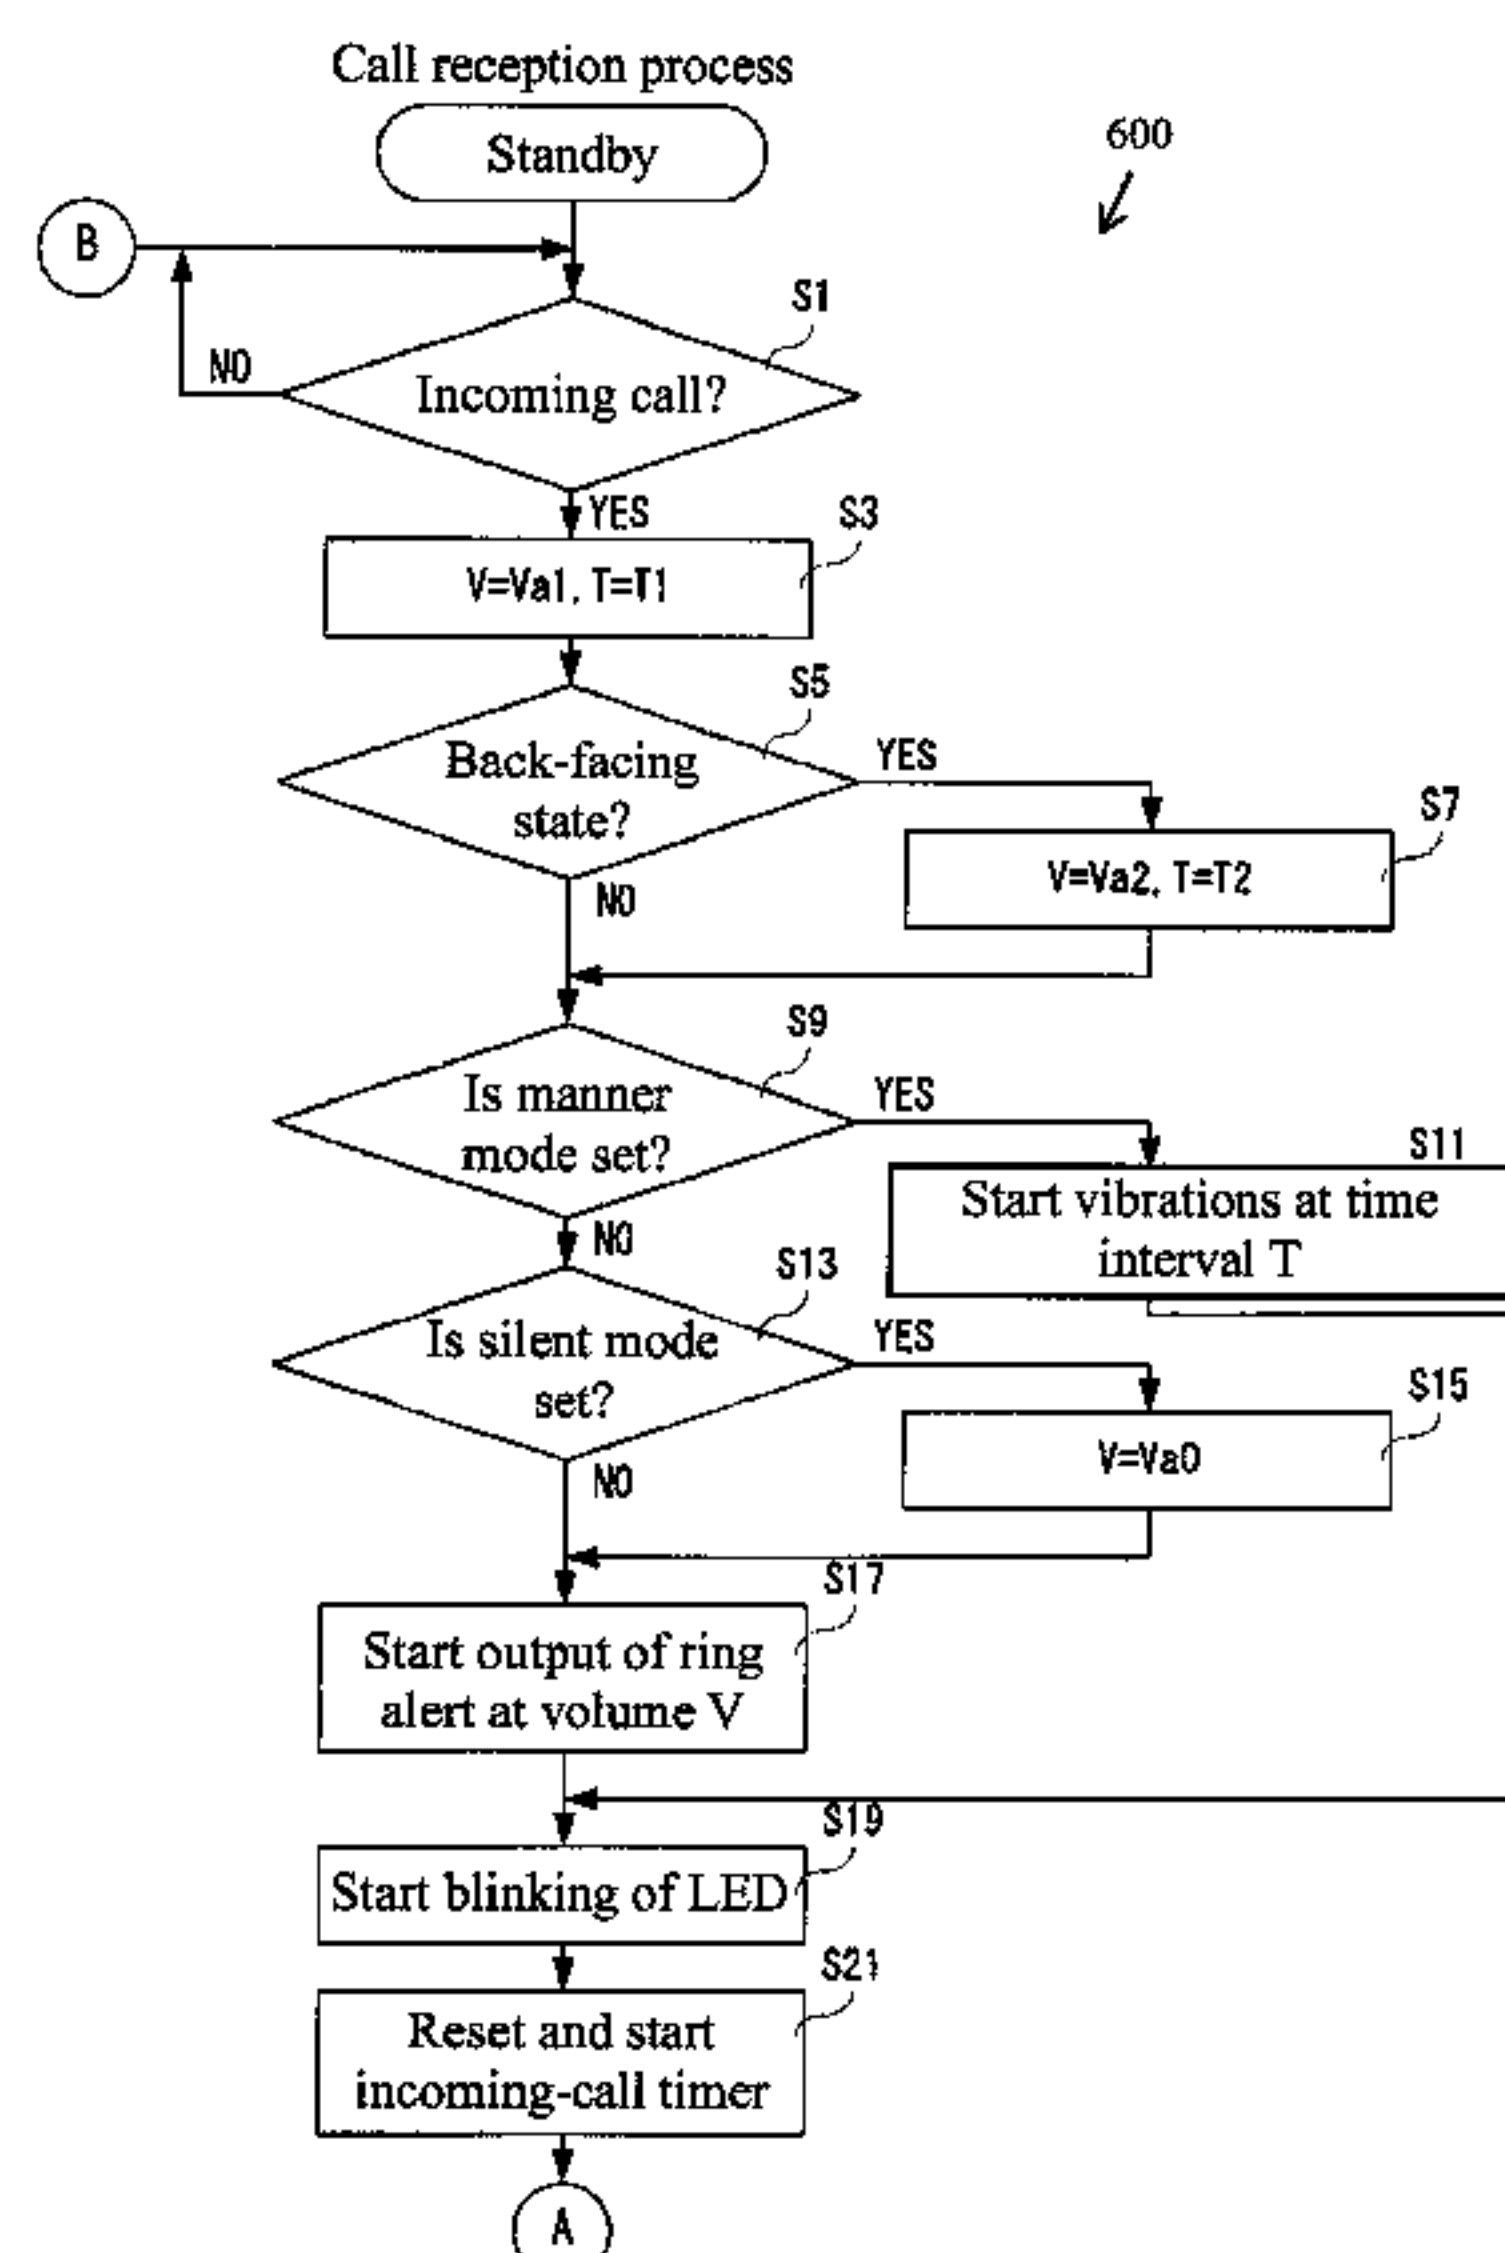 Call reception process
Standby
600
B
S1
NO
Incoming call?
YES
S3
V=Va1, T=T1
S5
Back-facing
state?
YES
S7
V=Va2, T=T2
NO
S9
Is manner
mode set?
YES
S11
Start vibrations at time
interval T
NO
S13
Is silent mode
set?
YES
S15
V=Va0
NO
S17
Start output of ring
alert at volume V
S19
Start blinking of LED
S21
Reset and start
incoming-call timer
A